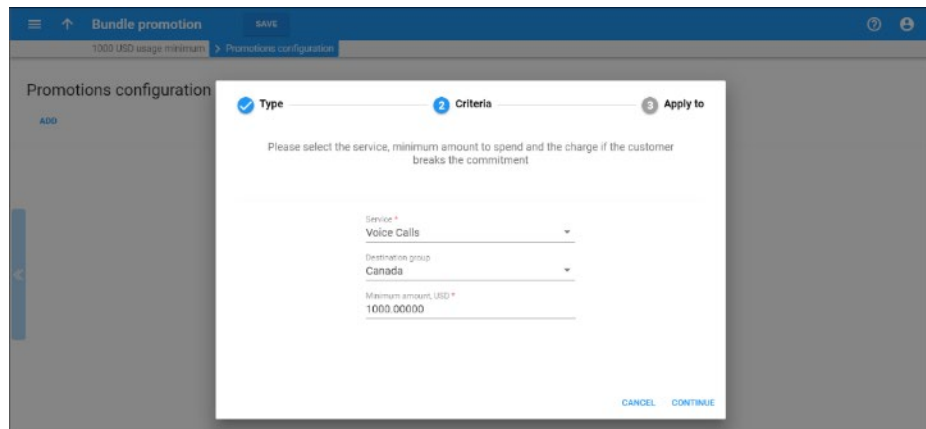 Bundle promotion SAVE
1000 USD usage minimum > Promotions configuration
Promotions configuration
ADD
Type 2 Criteria 3 Apply to
Please select the service, minimum amount to spend and the charge if the customer
breaks the commitment
Service *
Voice Calls
Destination group
Canada
Minimum amount, USD *
1000.00000
CANCEL CONTINUE